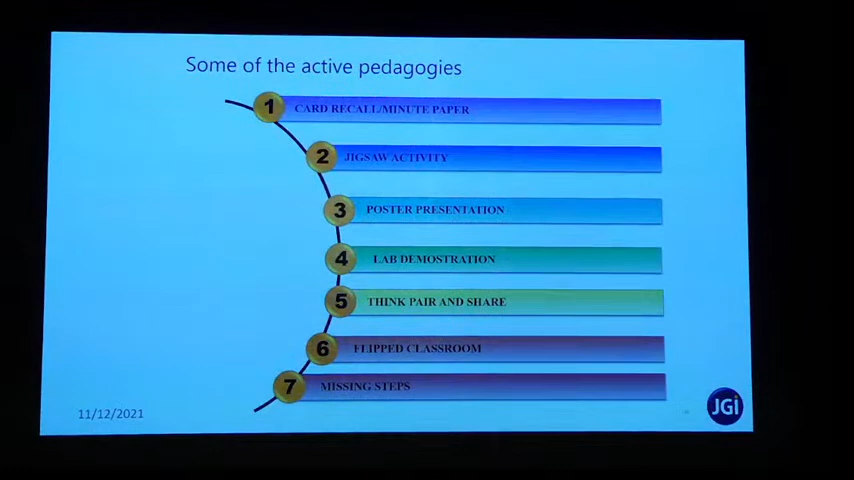 Some of the active pedagogies
1 CARD RECALL/MINUTE PAPER
2 JIGSAW ACTIVITY
3 POSTER PRESENTATION
4 LAB DEMOSTRATION
5 THINK PAIR AND SHARE
6 FLIPPED CLASSROOM
7 MISSING STEPS
11/12/2021
JGi